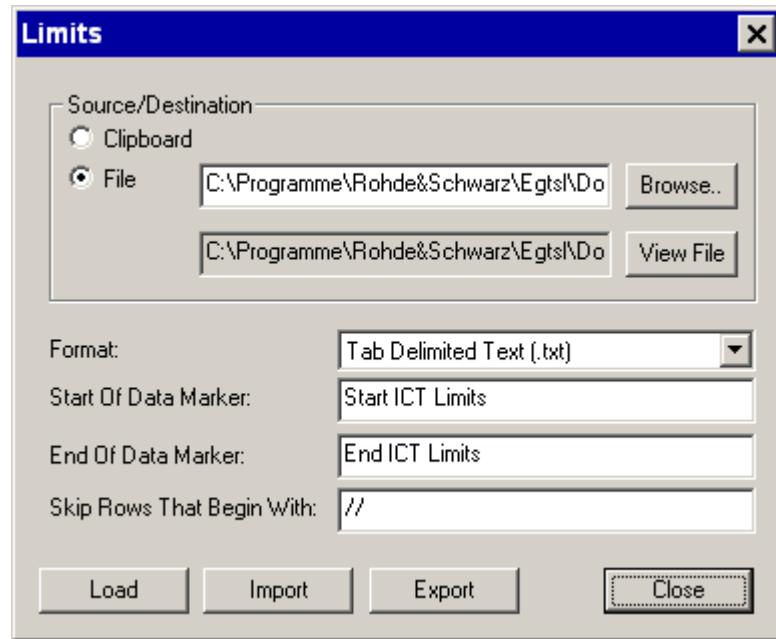 Limits
Source/Destination
Clipboard
File C:\Programme\Rohde&Schwarz\Egtsl\Do Browse..
C:\Programme\Rohde&Schwarz\Egtsl\Do View File
Format: Tab Delimited Text (.txt)
Start Of Data Marker: Start ICT Limits
End Of Data Marker: End ICT Limits
Skip Rows That Begin With: //
Load Import Export Close